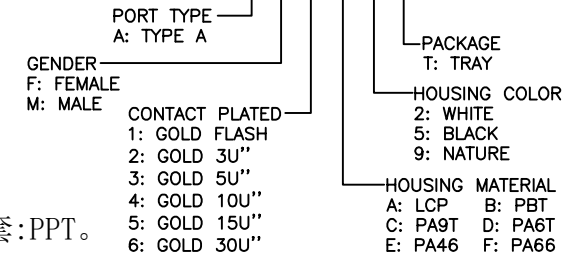 PORT TYPE
A: TYPE A
GENDER
F: FEMALE
M: MALE
CONTACT PLATED
1: GOLD FLASH
2: GOLD 3U''
3: GOLD 5U''
4: GOLD 10U''
5: GOLD 15U''
6: GOLD 30U''
PACKAGE
T: TRAY
HOUSING COLOR
2: WHITE
5: BLACK
9: NATURE
HOUSING MATERIAL
A: LCP B: PBT
C: PA9T D: PA6T
E: PA46 F: PA66
套:PPT。